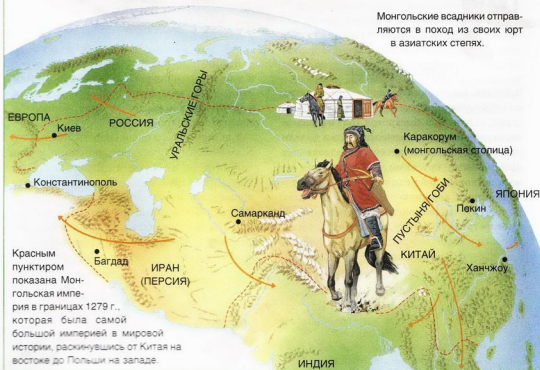 Монгольские всадники отправ-
ляются в поход из своих юрт
в азиатских степях.
УРАЛЬСКИЕ ГОРЫ
ЕВРОПА
РОССИЯ
Киев
Каракорум
(монгольская столица)
Константинополь
ПУСТЫНЯ ГОБИ
ЯПОНИЯ
Самарканд
Пекин
Багдад
ИРАН
(ПЕРСИЯ)
КИТАЙ
Ханчжоу
Красным
пунктиром
показана Мон-
гольская импе-
рия в границах 1279 г.,
которая была самой
большой империей в мировой
истории, раскинувшись от Китая на
востоке до Польши на западе.
ИНДИЯ